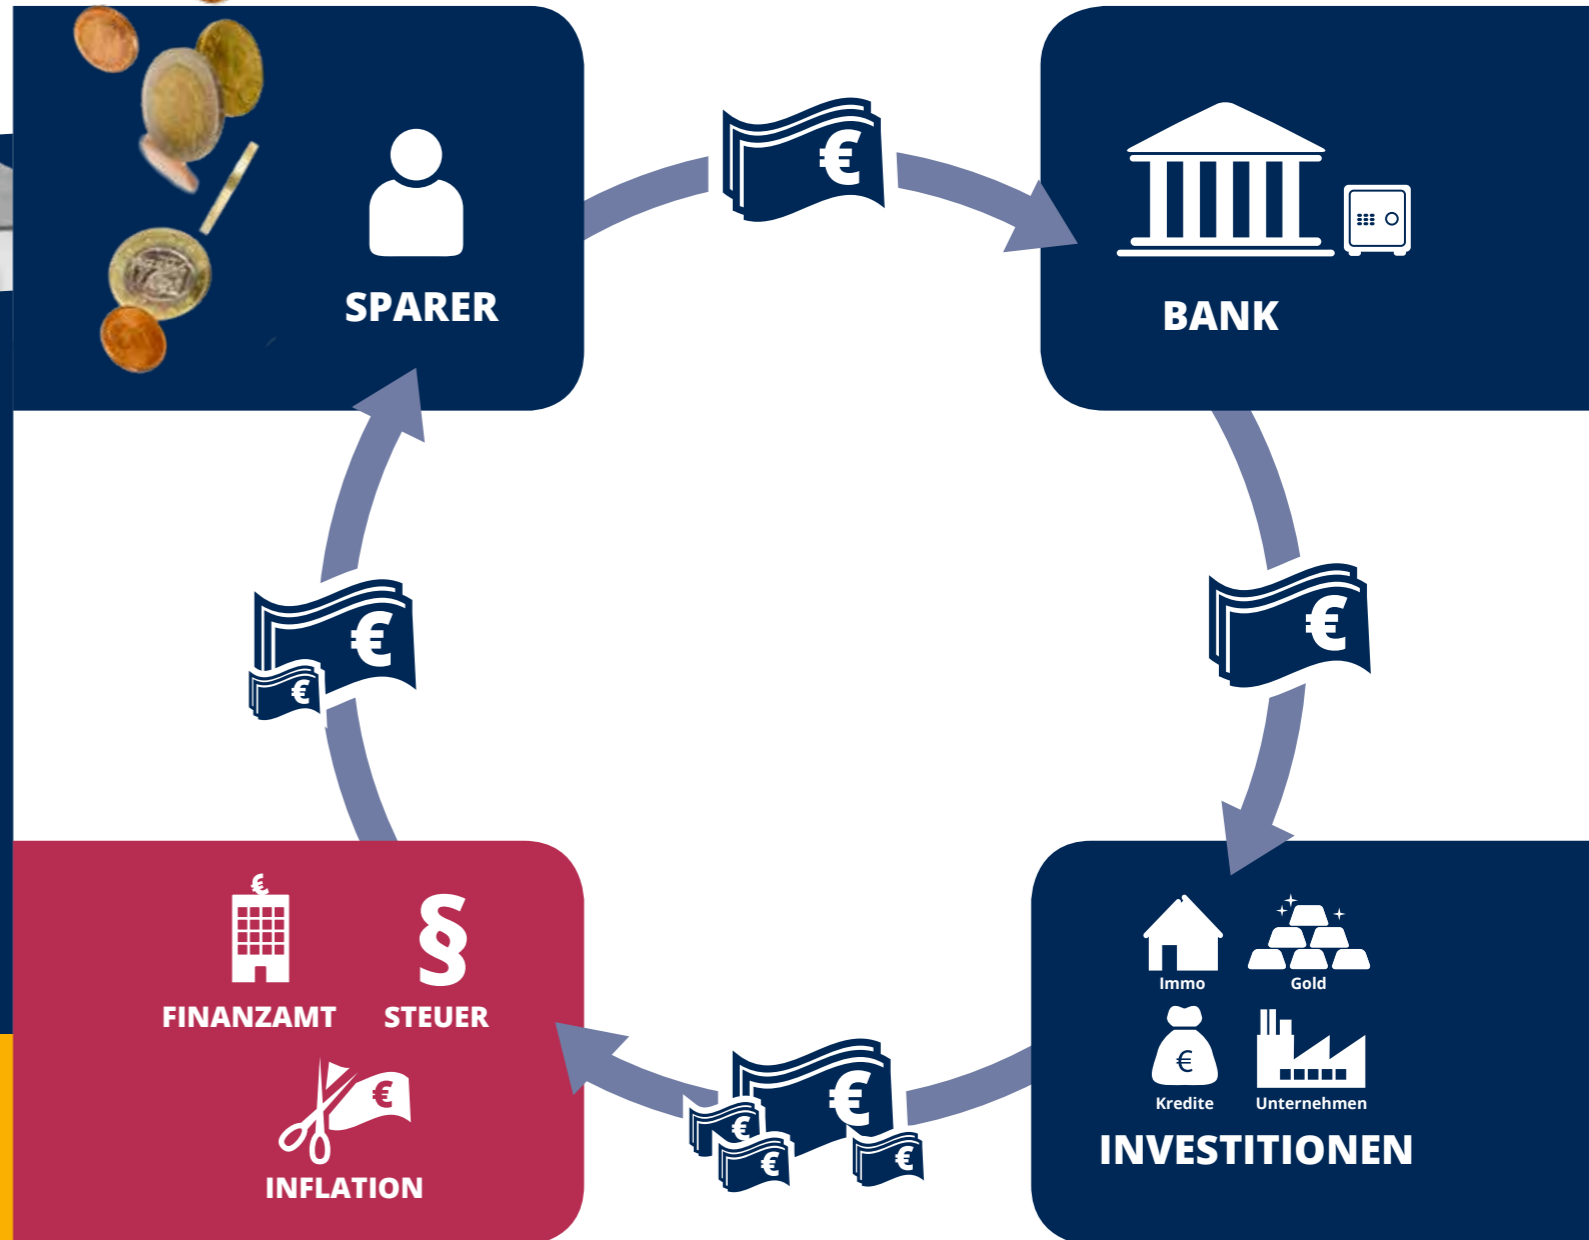 €
SPARER
BANK
€
€
€
€
€
FINANZAMT
§
STEUER
€
INFLATION
€
€
€
€
Immo
Gold
€
Kredite
Unternehmen
INVESTITIONEN